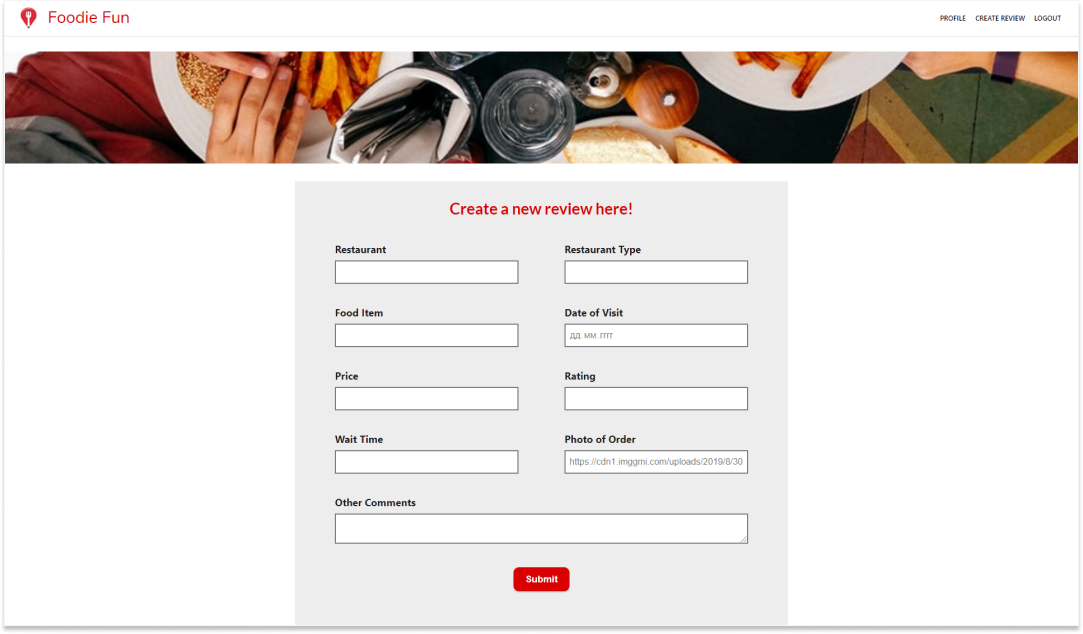 Foodie Fun
PROFILE CREATE REVIEW LOGOUT
Create a new review here!
Restaurant Restaurant Type
Food Item Date of Visit
дд.мм.гггг
Price Rating
Wait Time Photo of Order
https://cdn1.imggmi.com/uploads/2019/8/30
Other Comments
Submit